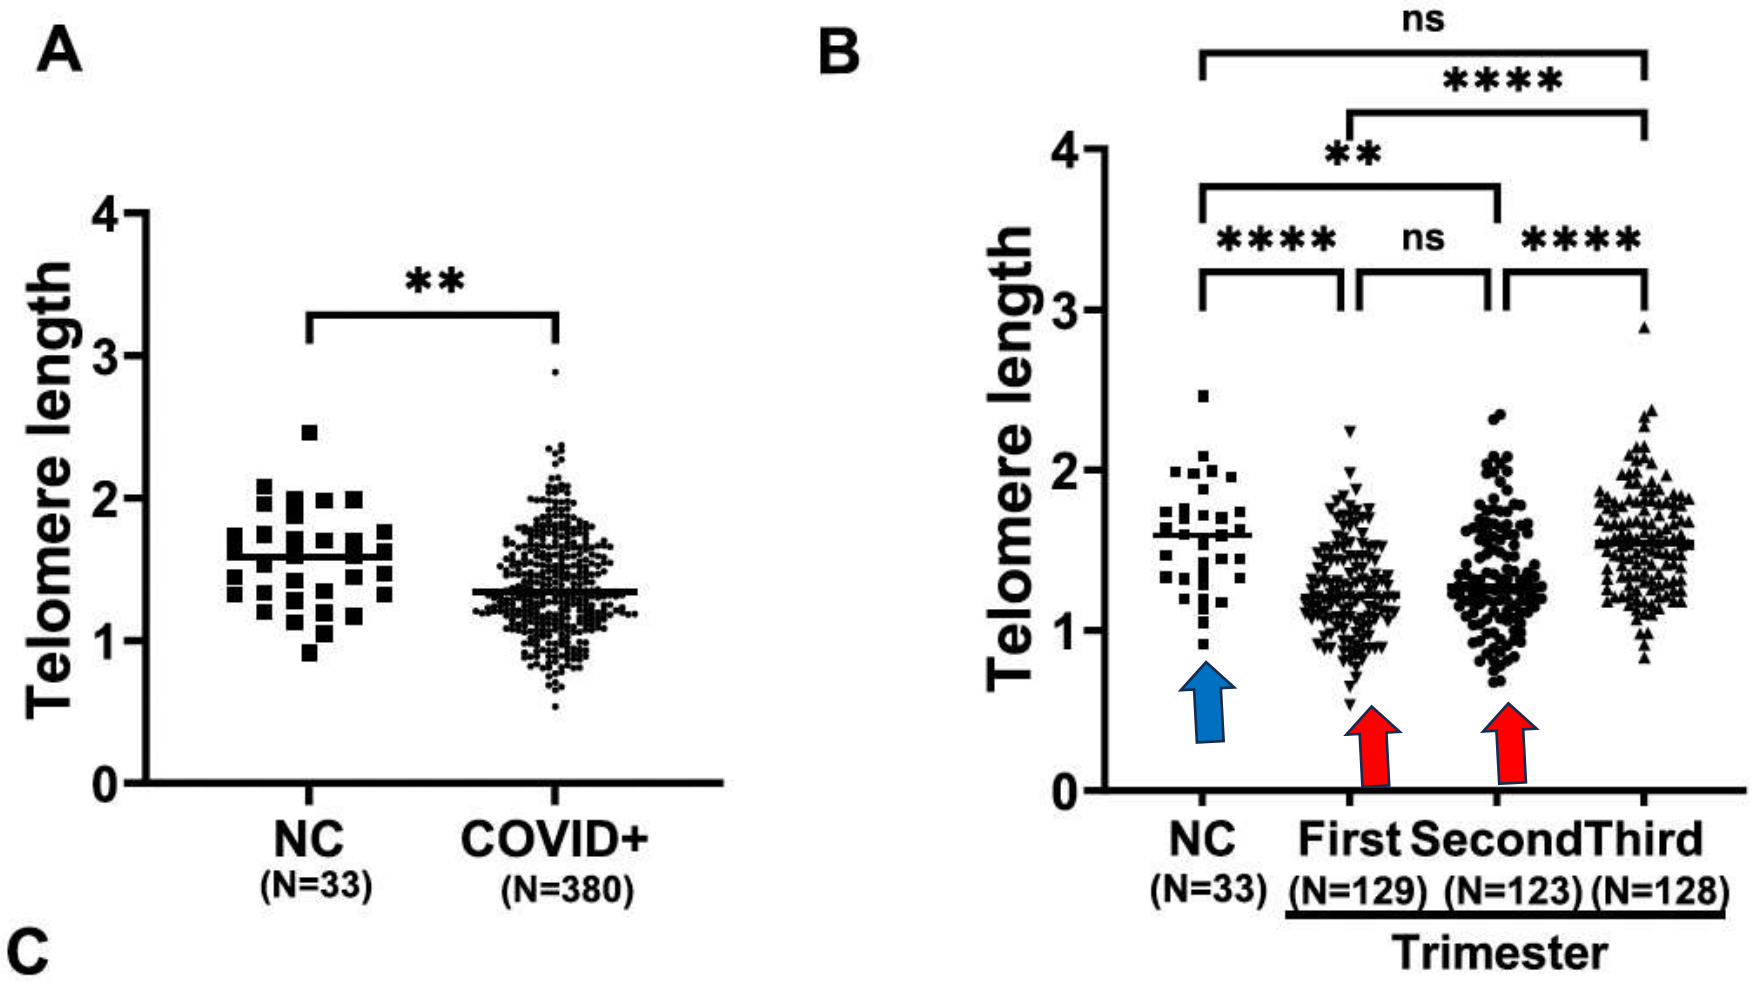 A
**
Telomere length
4
3
2
1
0
NC
COVID+
(N=33)
(N=380)
B
ns
****
**
**** ns ****
Telomere length
4
3
2
1
0
NC First Second Third
(N=33) (N=129) (N=123) (N=128)
Trimester
C